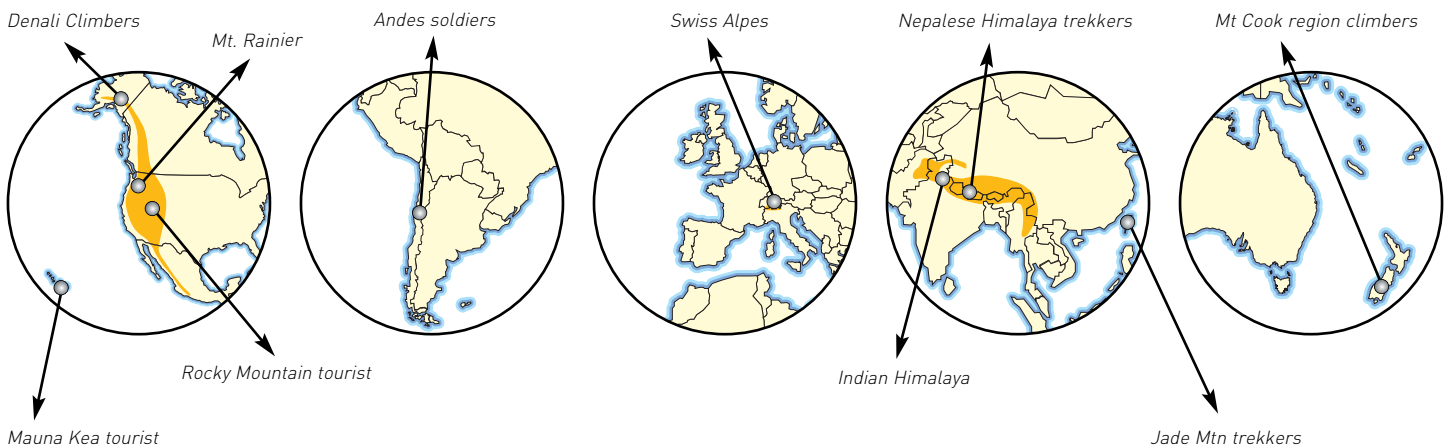 Denali Climbers
Andes soldiers
Swiss Alpes
Nepalese Himalaya trekkers
Mt Cook region climbers
Mt. Rainier
Rocky Mountain tourist
Indian Himalaya
Mauna Kea tourist
Jade Mtn trekkers